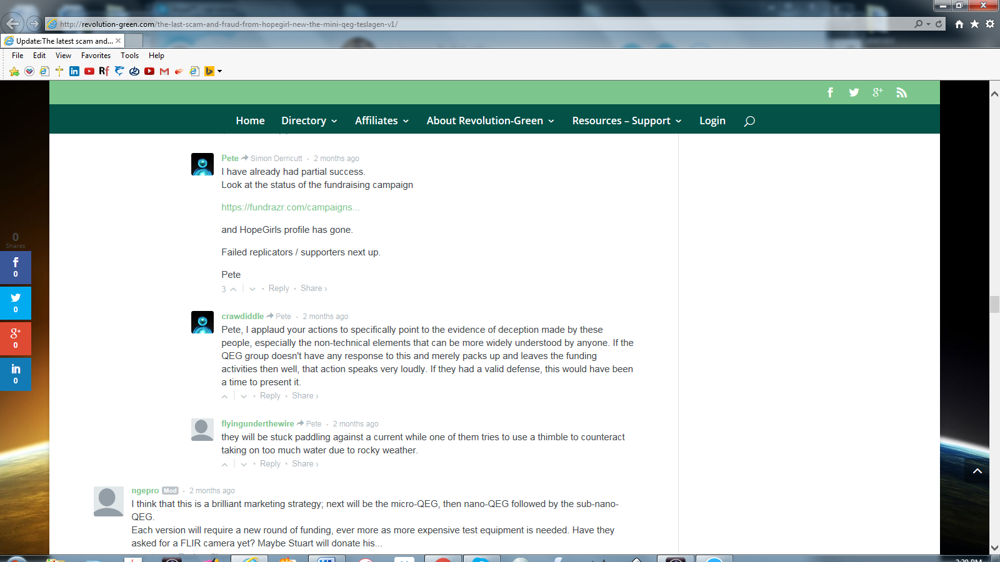 http://revolution-green.com/the-last-scam-and-fraud-from-hopegirl-new-the-mini-qeg-teslagen-v1/
Update:The latest scam and...
File Edit View Favorites Tools Help
Home Directory Affiliates About Revolution-Green Resources – Support Login
Pete Simon Derricutt · 2 months ago
I have already had partial success.
Look at the status of the fundraising campaign
https://fundrazr.com/campaigns...
and HopeGirls profile has gone.
Failed replicators / supporters next up.
Pete
3 · Reply · Share ›
crawdiddle Pete · 2 months ago
Pete, I applaud your actions to specifically point to the evidence of deception made by these
people, especially the non-technical elements that can be more widely understood by anyone. If the
QEG group doesn't have any response to this and merely packs up and leaves the funding
activities then well, that action speaks very loudly. If they had a valid defense, this would have been
a time to present it.
· Reply · Share ›
flyingunderthewire Pete · 2 months ago
they will be stuck paddling against a current while one of them tries to use a thimble to counteract
taking on too much water due to rocky weather.
· Reply · Share ›
ngepro Mod · 2 months ago
I think that this is a brilliant marketing strategy; next will be the micro-QEG, then nano-QEG followed by the sub-nano-
QEG.
Each version will require a new round of funding, ever more as more expensive test equipment is needed. Have they
asked for a FLIR camera yet? Maybe Stuart will donate his...
0
Shares
0
0
0
0